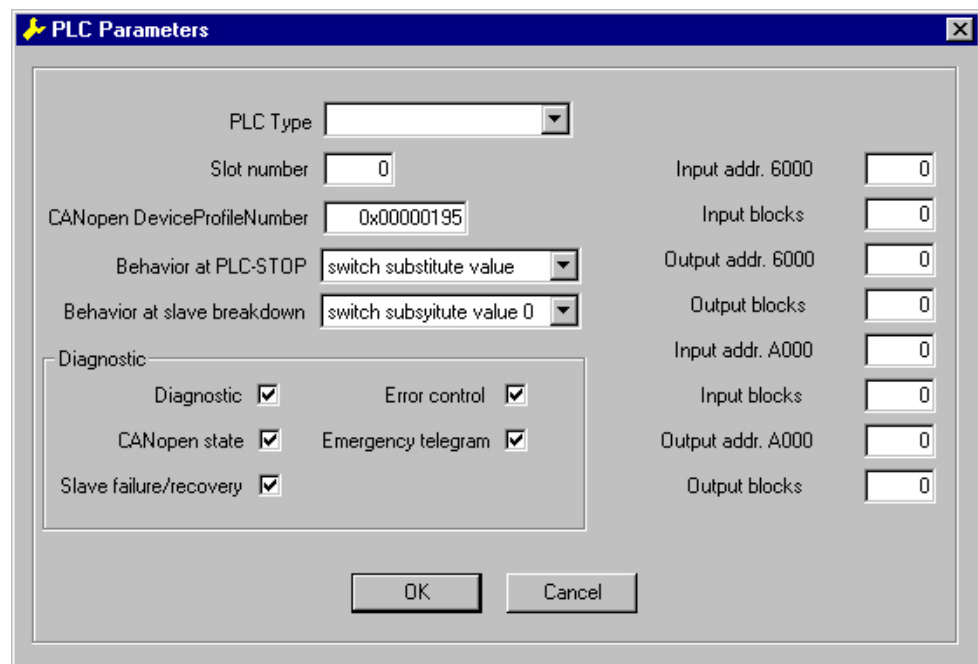 PLC Parameters
PLC Type
Slot number 0
CANopen DeviceProfileNumber 0x00000195
Behavior at PLC-STOP switch substitute value
Behavior at slave breakdown switch subsyitute value 0
Diagnostic
Diagnostic Error control
CANopen state Emergency telegram
Slave failure/recovery
Input addr. 6000 0
Input blocks 0
Output addr. 6000 0
Output blocks 0
Input addr. A000 0
Input blocks 0
Output addr. A000 0
Output blocks 0
OK Cancel